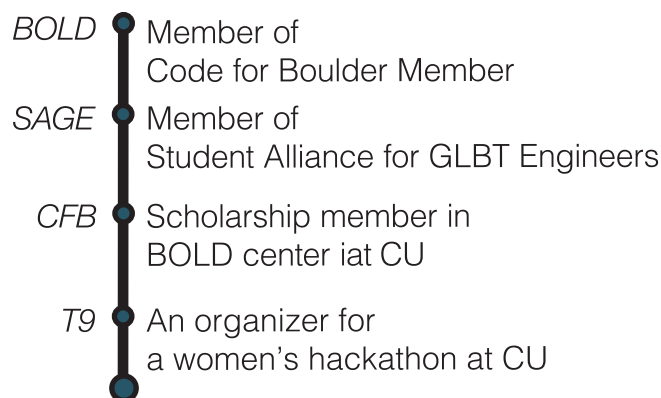 BOLD Member of
Code for Boulder Member
SAGE Member of
Student Alliance for GLBT Engineers
CFB Scholarship member in
BOLD center iat CU
T9 An organizer for
a women's hackathon at CU